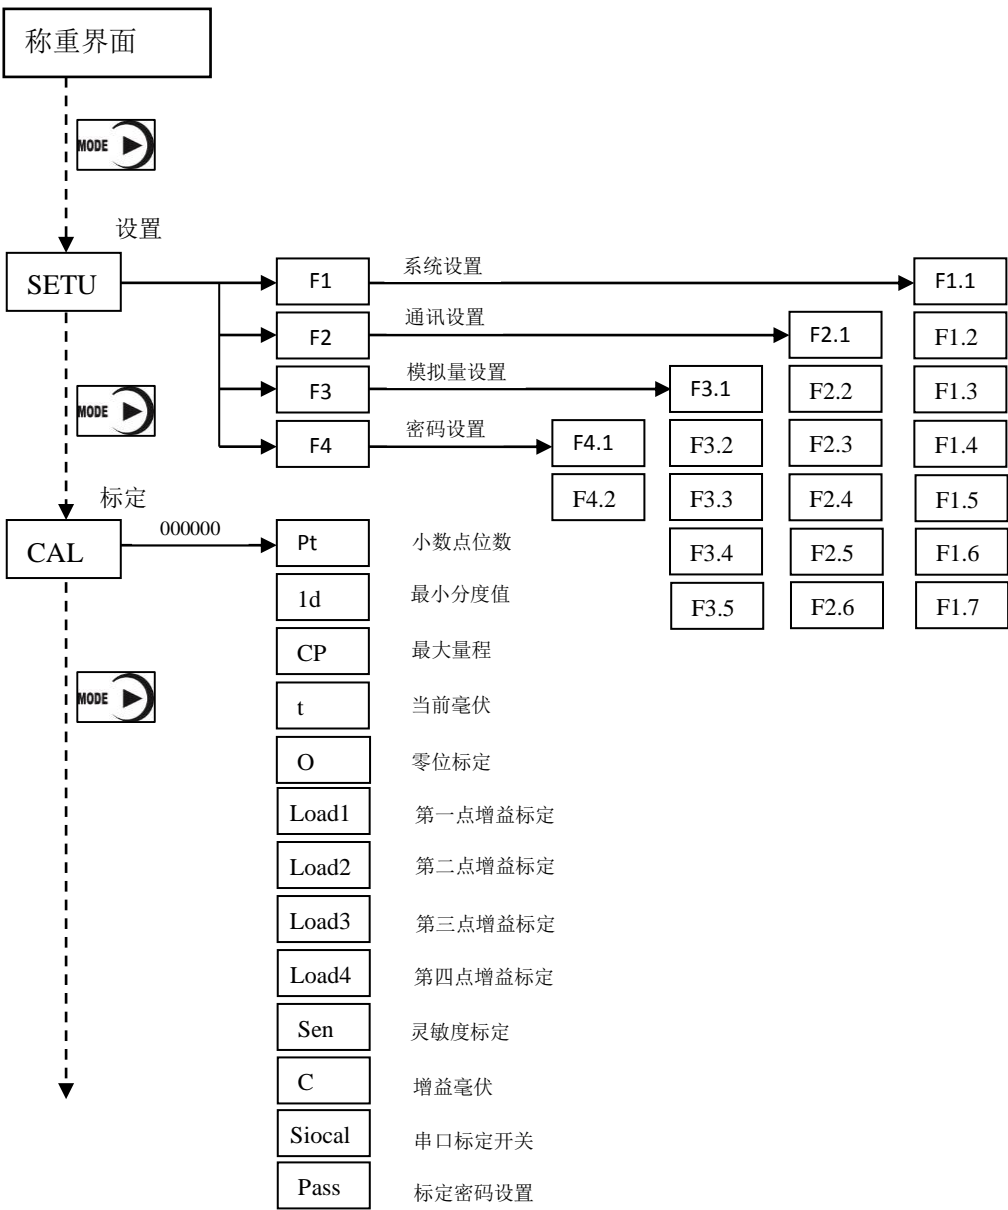 称重界面
MODE
设置
SETU
F1
系统设置
F1.1
F2
通讯设置
F2.1
F1.2
F3
模拟量设置
F3.1
F2.2
F1.3
F4
密码设置
F4.1
F3.2
F2.3
F1.4
MODE
F4.2
F3.3
F2.4
F1.5
标定
CAL
000000
Pt
小数点位数
F3.4
F2.5
F1.6
1d
最小分度值
F3.5
F2.6
F1.7
CP
最大量程
MODE
t
当前毫伏
O
零位标定
Load1
第一点增益标定
Load2
第二点增益标定
Load3
第三点增益标定
Load4
第四点增益标定
Sen
灵敏度标定
C
增益毫伏
Siocal
串口标定开关
Pass
标定密码设置